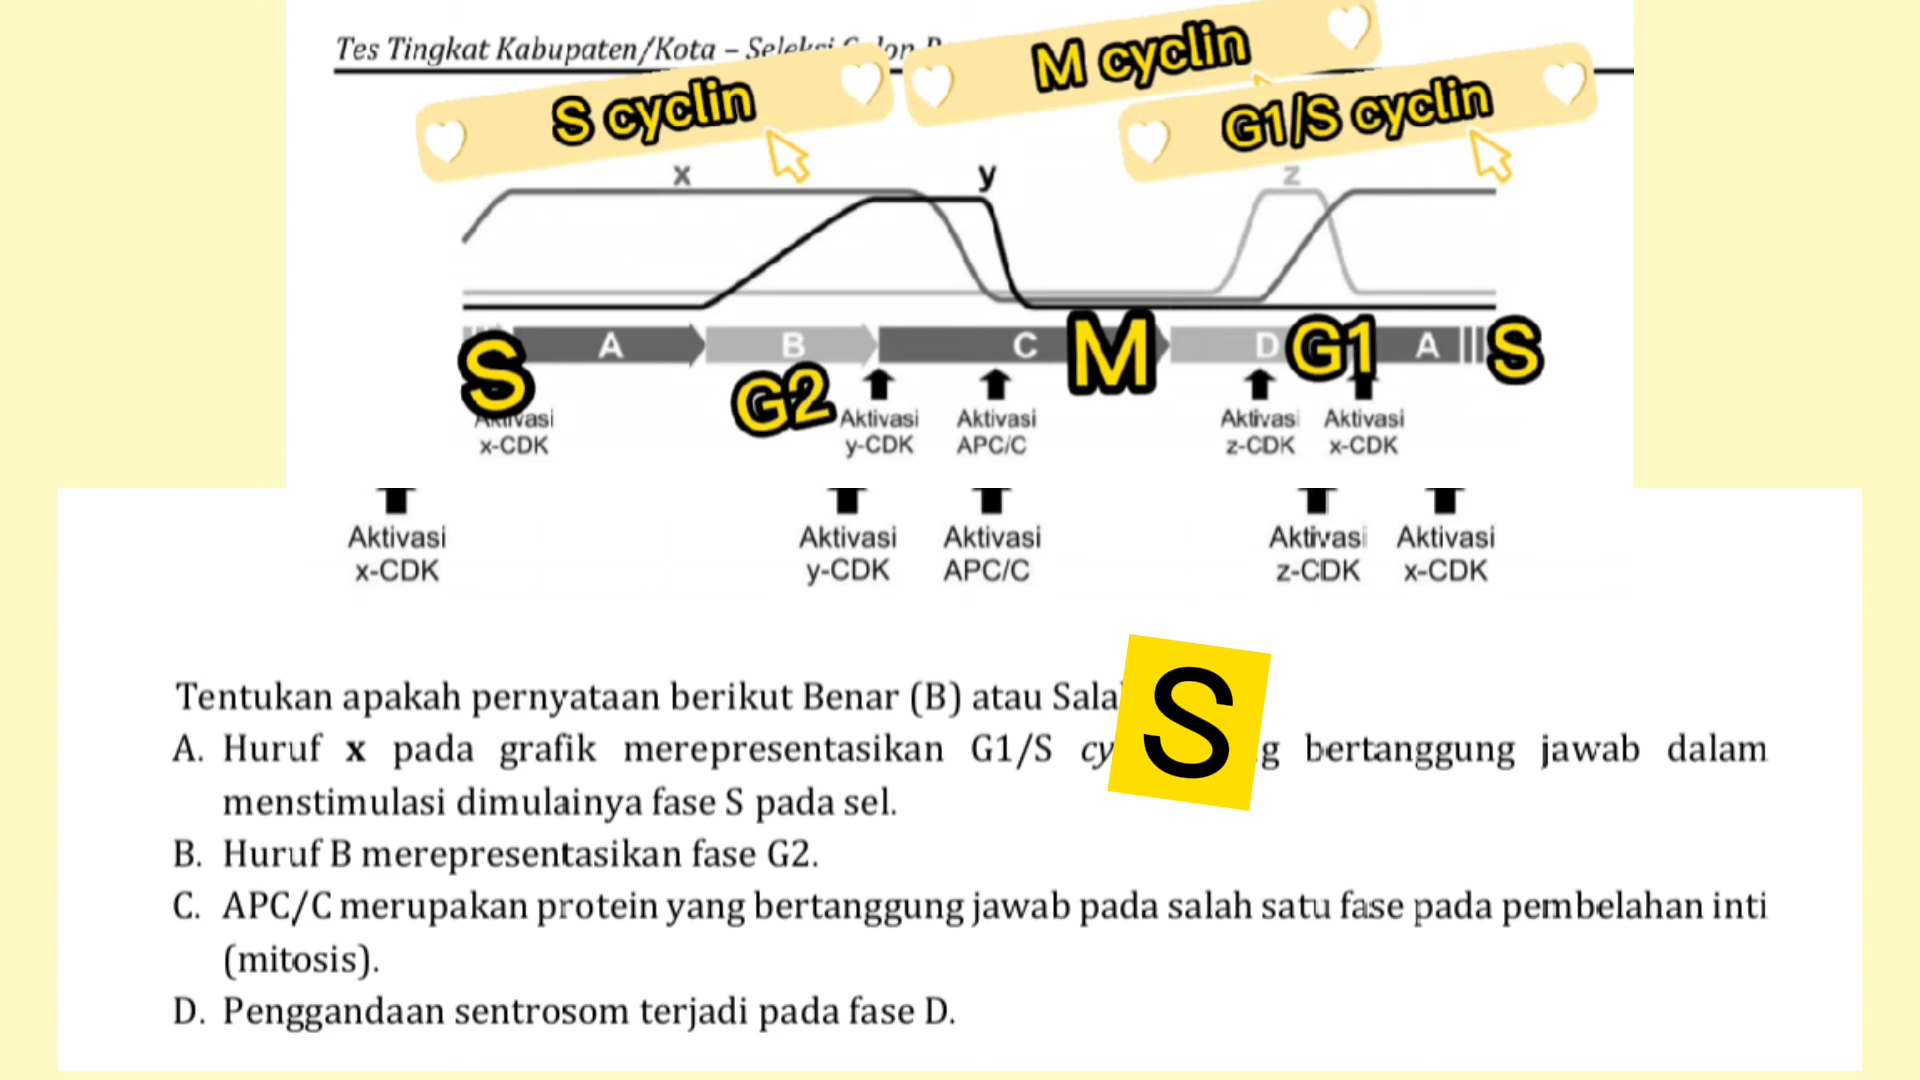 Tes Tingkat Kabupaten/Kota –
M cyclin
S cyclin
G1/S cyclin
x y z
A B C M D G1 A S
S
G2
x-CDK
Aktivasi y-CDK
Aktivasi APC/C
Aktivasi z-CDK
Aktivasi x-CDK
Aktivasi x-CDK
Aktivasi y-CDK
Aktivasi APC/C
Aktivasi z-CDK
Aktivasi x-CDK
Tentukan apakah pernyataan berikut Benar (B) atau
S
A. Huruf x pada grafik merepresentasikan G1/S bertanggung jawab dalam
menstimulasi dimulainya fase S pada sel.
B. Huruf B merepresentasikan fase G2.
C. APC/C merupakan protein yang bertanggung jawab pada salah satu fase pada pembelahan inti
(mitosis).
D. Penggandaan sentrosom terjadi pada fase D.